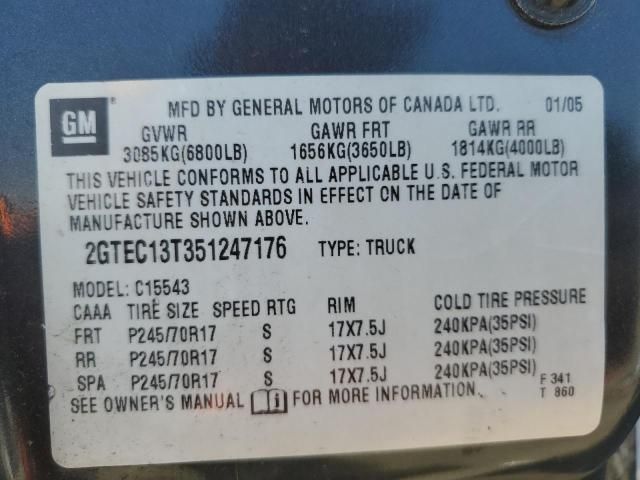 GM ® MFD BY GENERAL MOTORS OF CANADA LTD. 01/05
GVWR GAWR FRT GAWR RR
3085KG(6800LB) 1656KG(3650LB) 1814KG(4000LB)
THIS VEHICLE CONFORMS TO ALL APPLICABLE U.S. FEDERAL MOTOR
VEHICLE SAFETY STANDARDS IN EFFECT ON THE DATE OF
MANUFACTURE SHOWN ABOVE.
2GTEC13T351247176 TYPE: TRUCK
MODEL: C15543
CAAA TIRE SIZE SPEED RTG RIM COLD TIRE PRESSURE
FRT P245/70R17 S 17X7.5J 240KPA(35PSI)
RR P245/70R17 S 17X7.5J 240KPA(35PSI)
SPA P245/70R17 S 17X7.5J 240KPA(35PSI)
SEE OWNER'S MANUAL i FOR MORE INFORMATION. F 341
T 860